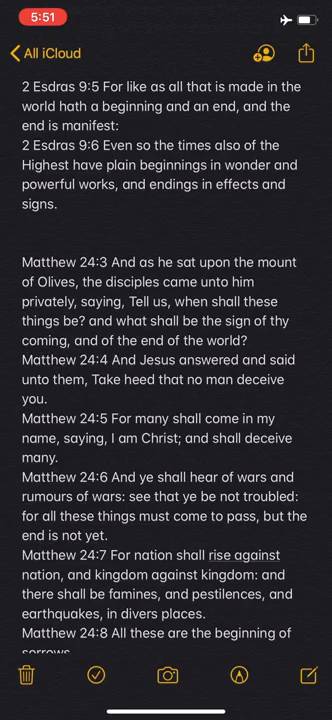 5:51
All iCloud
2 Esdras 9:5 For like as all that is made in the
world hath a beginning and an end, and the
end is manifest:
2 Esdras 9:6 Even so the times also of the
Highest have plain beginnings in wonder and
powerful works, and endings in effects and
signs.
Matthew 24:3 And as he sat upon the mount
of Olives, the disciples came unto him
privately, saying, Tell us, when shall these
things be? and what shall be the sign of thy
coming, and of the end of the world?
Matthew 24:4 And Jesus answered and said
unto them, Take heed that no man deceive
you.
Matthew 24:5 For many shall come in my
name, saying, I am Christ; and shall deceive
many.
Matthew 24:6 And ye shall hear of wars and
rumours of wars: see that ye be not troubled:
for all these things must come to pass, but the
end is not yet.
Matthew 24:7 For nation shall rise against
nation, and kingdom against kingdom: and
there shall be famines, and pestilences, and
earthquakes, in divers places.
Matthew 24:8 All these are the beginning of
sorrows